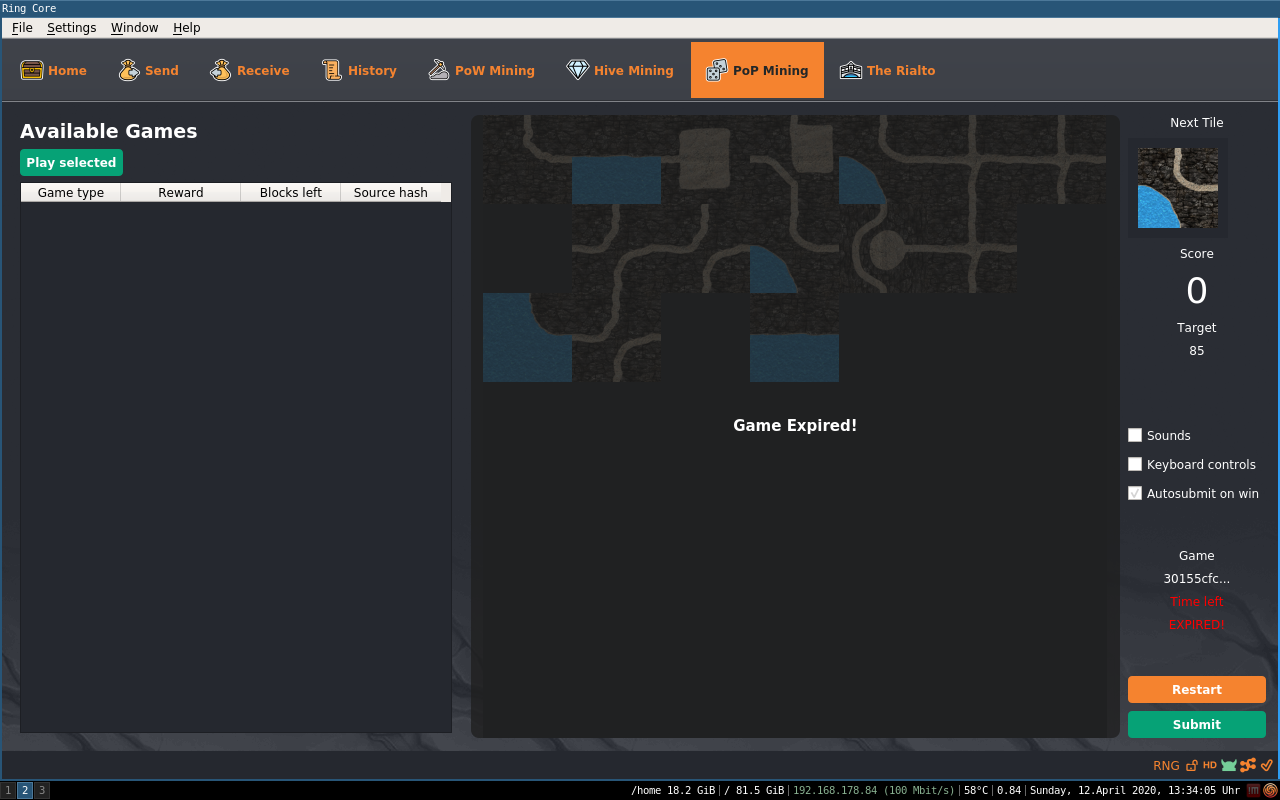 Ring Core
File Settings Window Help
Home Send Receive History PoW Mining Hive Mining PoP Mining The Rialto
Available Games
Play selected
Game type Reward Blocks left Source hash
Game Expired!
Next Tile
Score
0
Target
85
Sounds
Keyboard controls
Autosubmit on win
Game
30155cfc...
Time left
EXPIRED!
Restart
Submit
RNG HD
1 2 3 /home 18.2 GiB | / 81.5 GiB | 192.168.178.84 (100 Mbit/s) | 58°C | 0.84 | Sunday, 12.April 2020, 13:34:05 Uhr